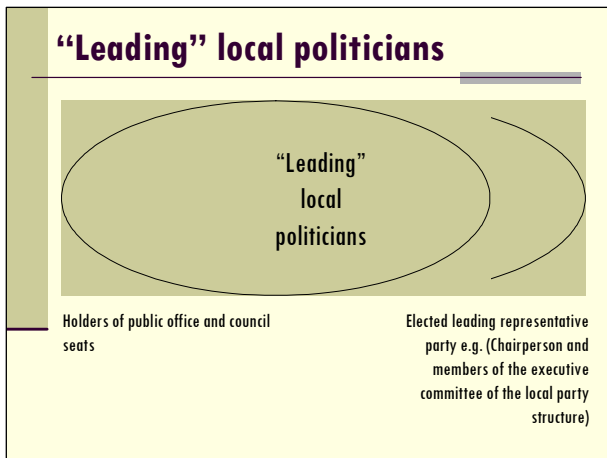 “Leading” local politicians
“Leading”
local
politicians
Holders of public office and council
seats
Elected leading representative
party e.g. (Chairperson and
members of the executive
committee of the local party
structure)